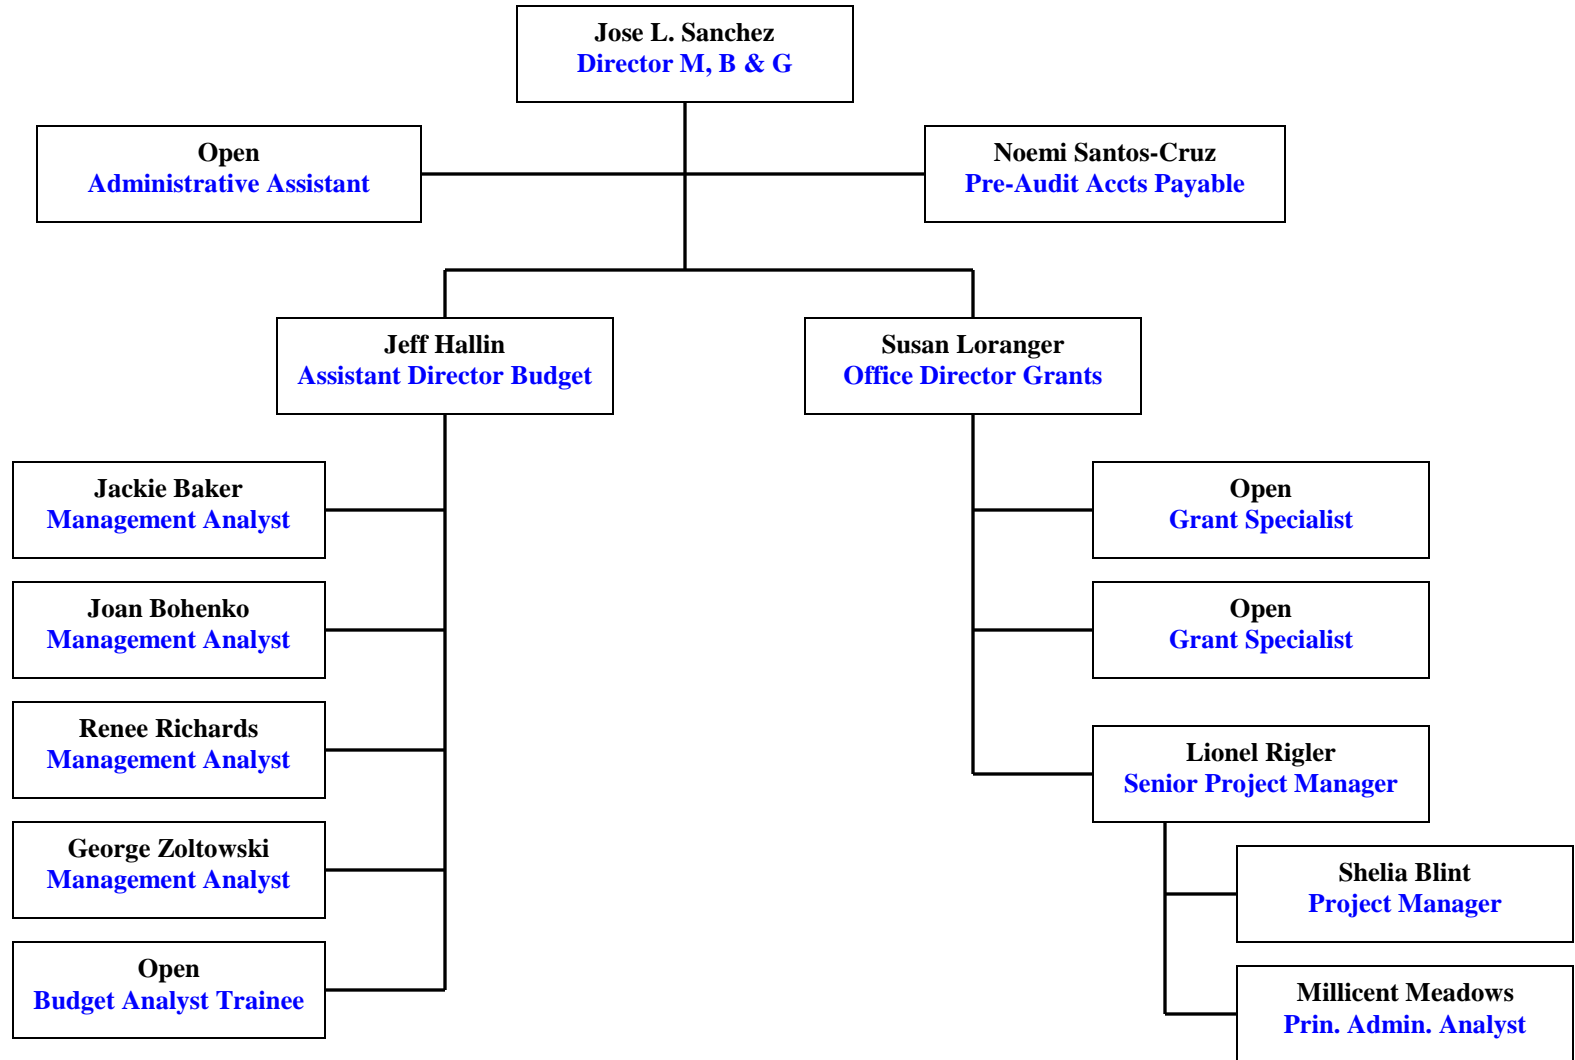 Jose L. Sanchez
Director M, B & G
Open
Administrative Assistant
Noemi Santos-Cruz
Pre-Audit Accts Payable
Jeff Hallin
Assistant Director Budget
Susan Loranger
Office Director Grants
Jackie Baker
Management Analyst
Joan Bohenko
Management Analyst
Renee Richards
Management Analyst
George Zoltowski
Management Analyst
Open
Budget Analyst Trainee
Open
Grant Specialist
Open
Grant Specialist
Lionel Rigler
Senior Project Manager
Shelia Blint
Project Manager
Millicent Meadows
Prin. Admin. Analyst